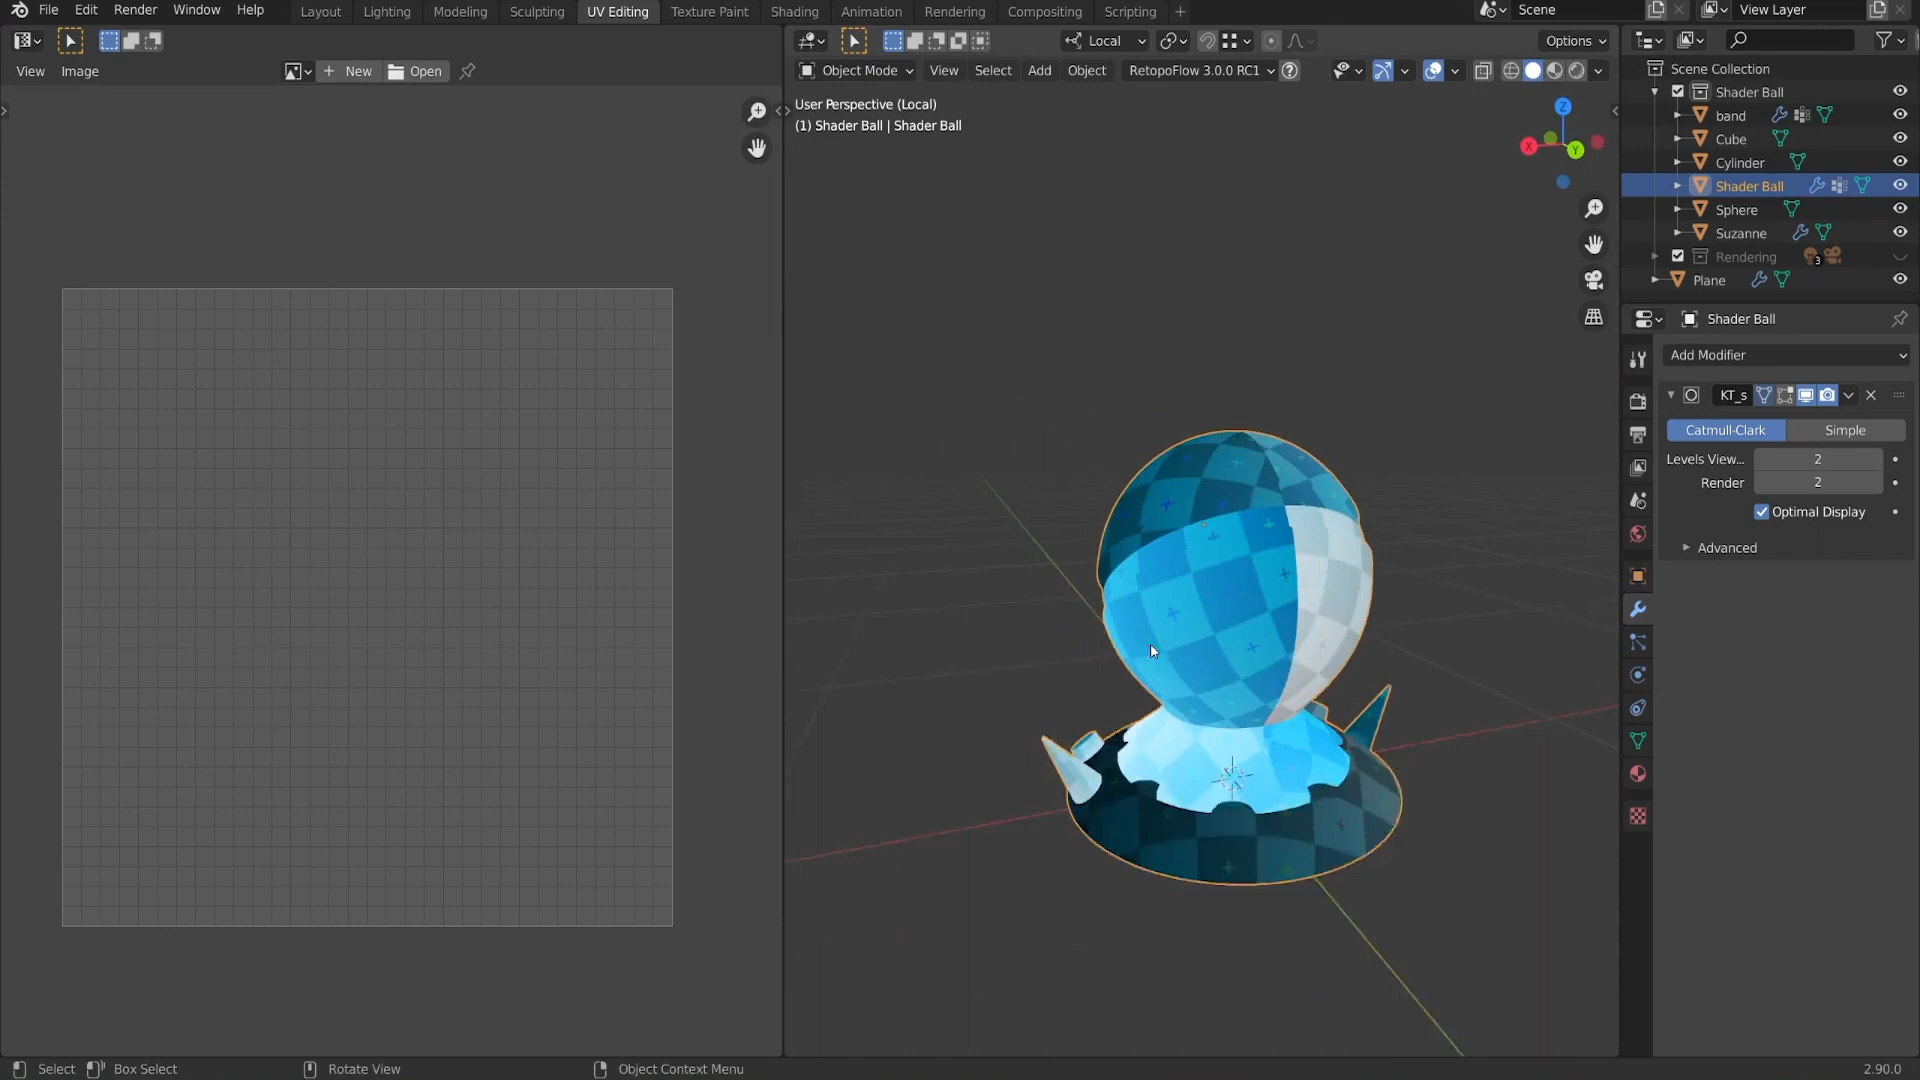 File Edit Render Window Help Layout Lighting Modeling Sculpting UV Editing Texture Paint Shading Animation Rendering Compositing Scripting + Scene View Layer
Local Options
View Image + New Open Object Mode View Select Add Object RetopoFlow 3.0.0 RC1
User Perspective (Local)
(1) Shader Ball | Shader Ball
Z
X
Y
Scene Collection
Shader Ball
band
Cube
Cylinder
Shader Ball
Sphere
Suzanne
Rendering 3
Plane
Shader Ball
Add Modifier
KT_s
Catmull-Clark Simple
Levels View... 2
Render 2
Optimal Display
Advanced
Select Box Select Rotate View Object Context Menu 2.90.0